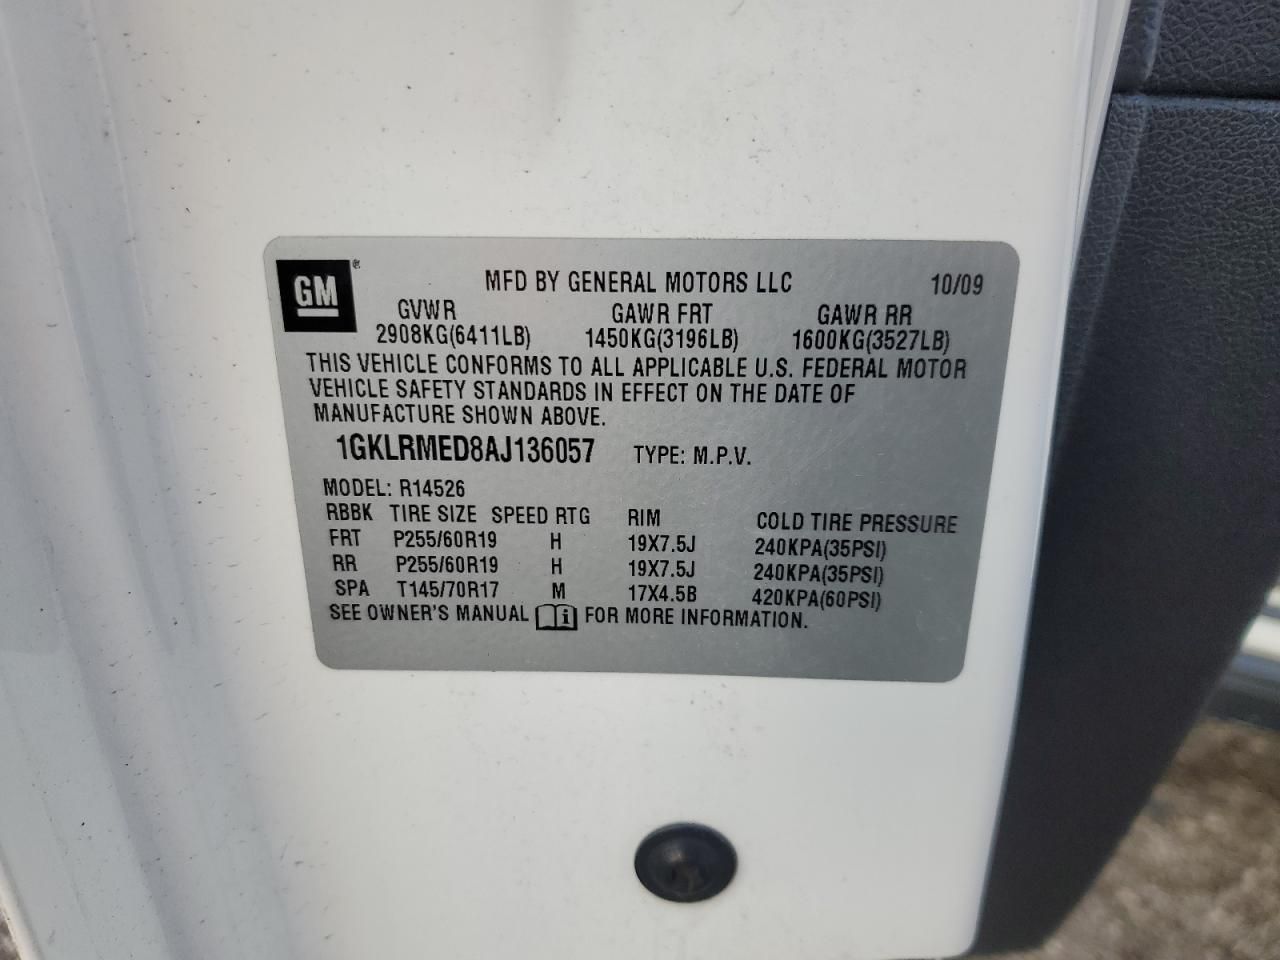 GM®
MFD BY GENERAL MOTORS LLC 10/09
GVWR GAWR FRT GAWR RR
2908KG(6411LB) 1450KG(3196LB) 1600KG(3527LB)
THIS VEHICLE CONFORMS TO ALL APPLICABLE U.S. FEDERAL MOTOR
VEHICLE SAFETY STANDARDS IN EFFECT ON THE DATE OF
MANUFACTURE SHOWN ABOVE.
1GKLRMED8AJ136057 TYPE: M.P.V.
MODEL: R14526
RBBK TIRE SIZE SPEED RTG RIM COLD TIRE PRESSURE
FRT P255/60R19 H 19X7.5J 240KPA(35PSI)
RR P255/60R19 H 19X7.5J 240KPA(35PSI)
SPA T145/70R17 M 17X4.5B 420KPA(60PSI)
SEE OWNER'S MANUAL i FOR MORE INFORMATION.